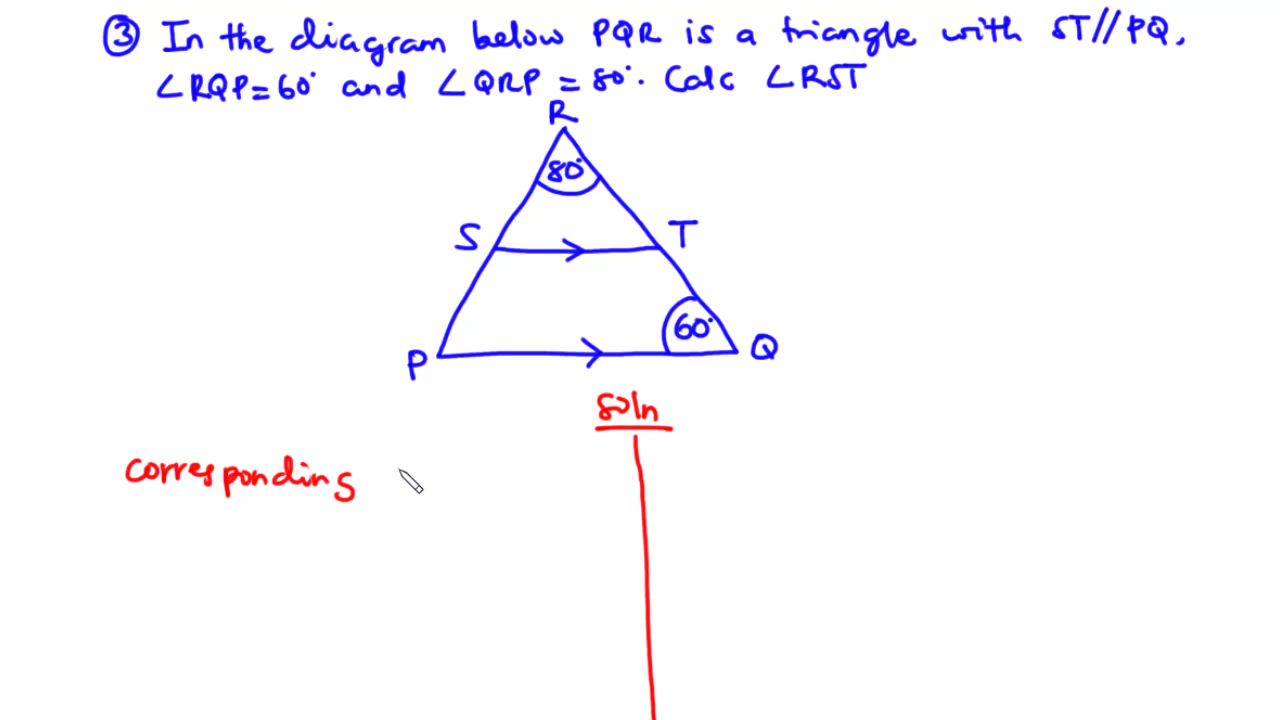 ③ In the diagram below PQR is a triangle with ST//PQ,
∠RQP=60° and ∠QRP = 80°. Calc ∠RST
R
80°
S
T
60°
P
Q
soln
corresponding